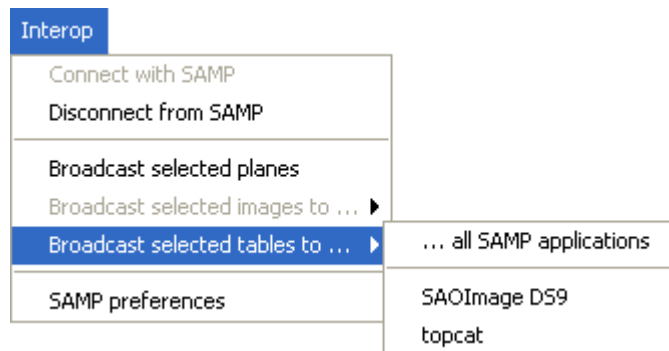 Interop
Connect with SAMP
Disconnect from SAMP
Broadcast selected planes
Broadcast selected images to ...
Broadcast selected tables to ...
... all SAMP applications
SAMP preferences
SAOImage DS9
topcat